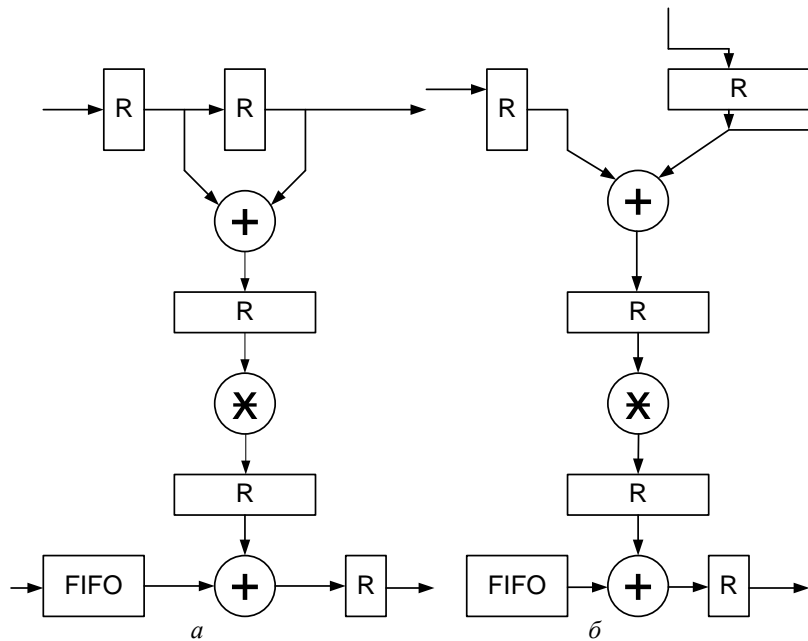 R R R R
+ +
R R
* *
R R
FIFO + R FIFO + R
а б